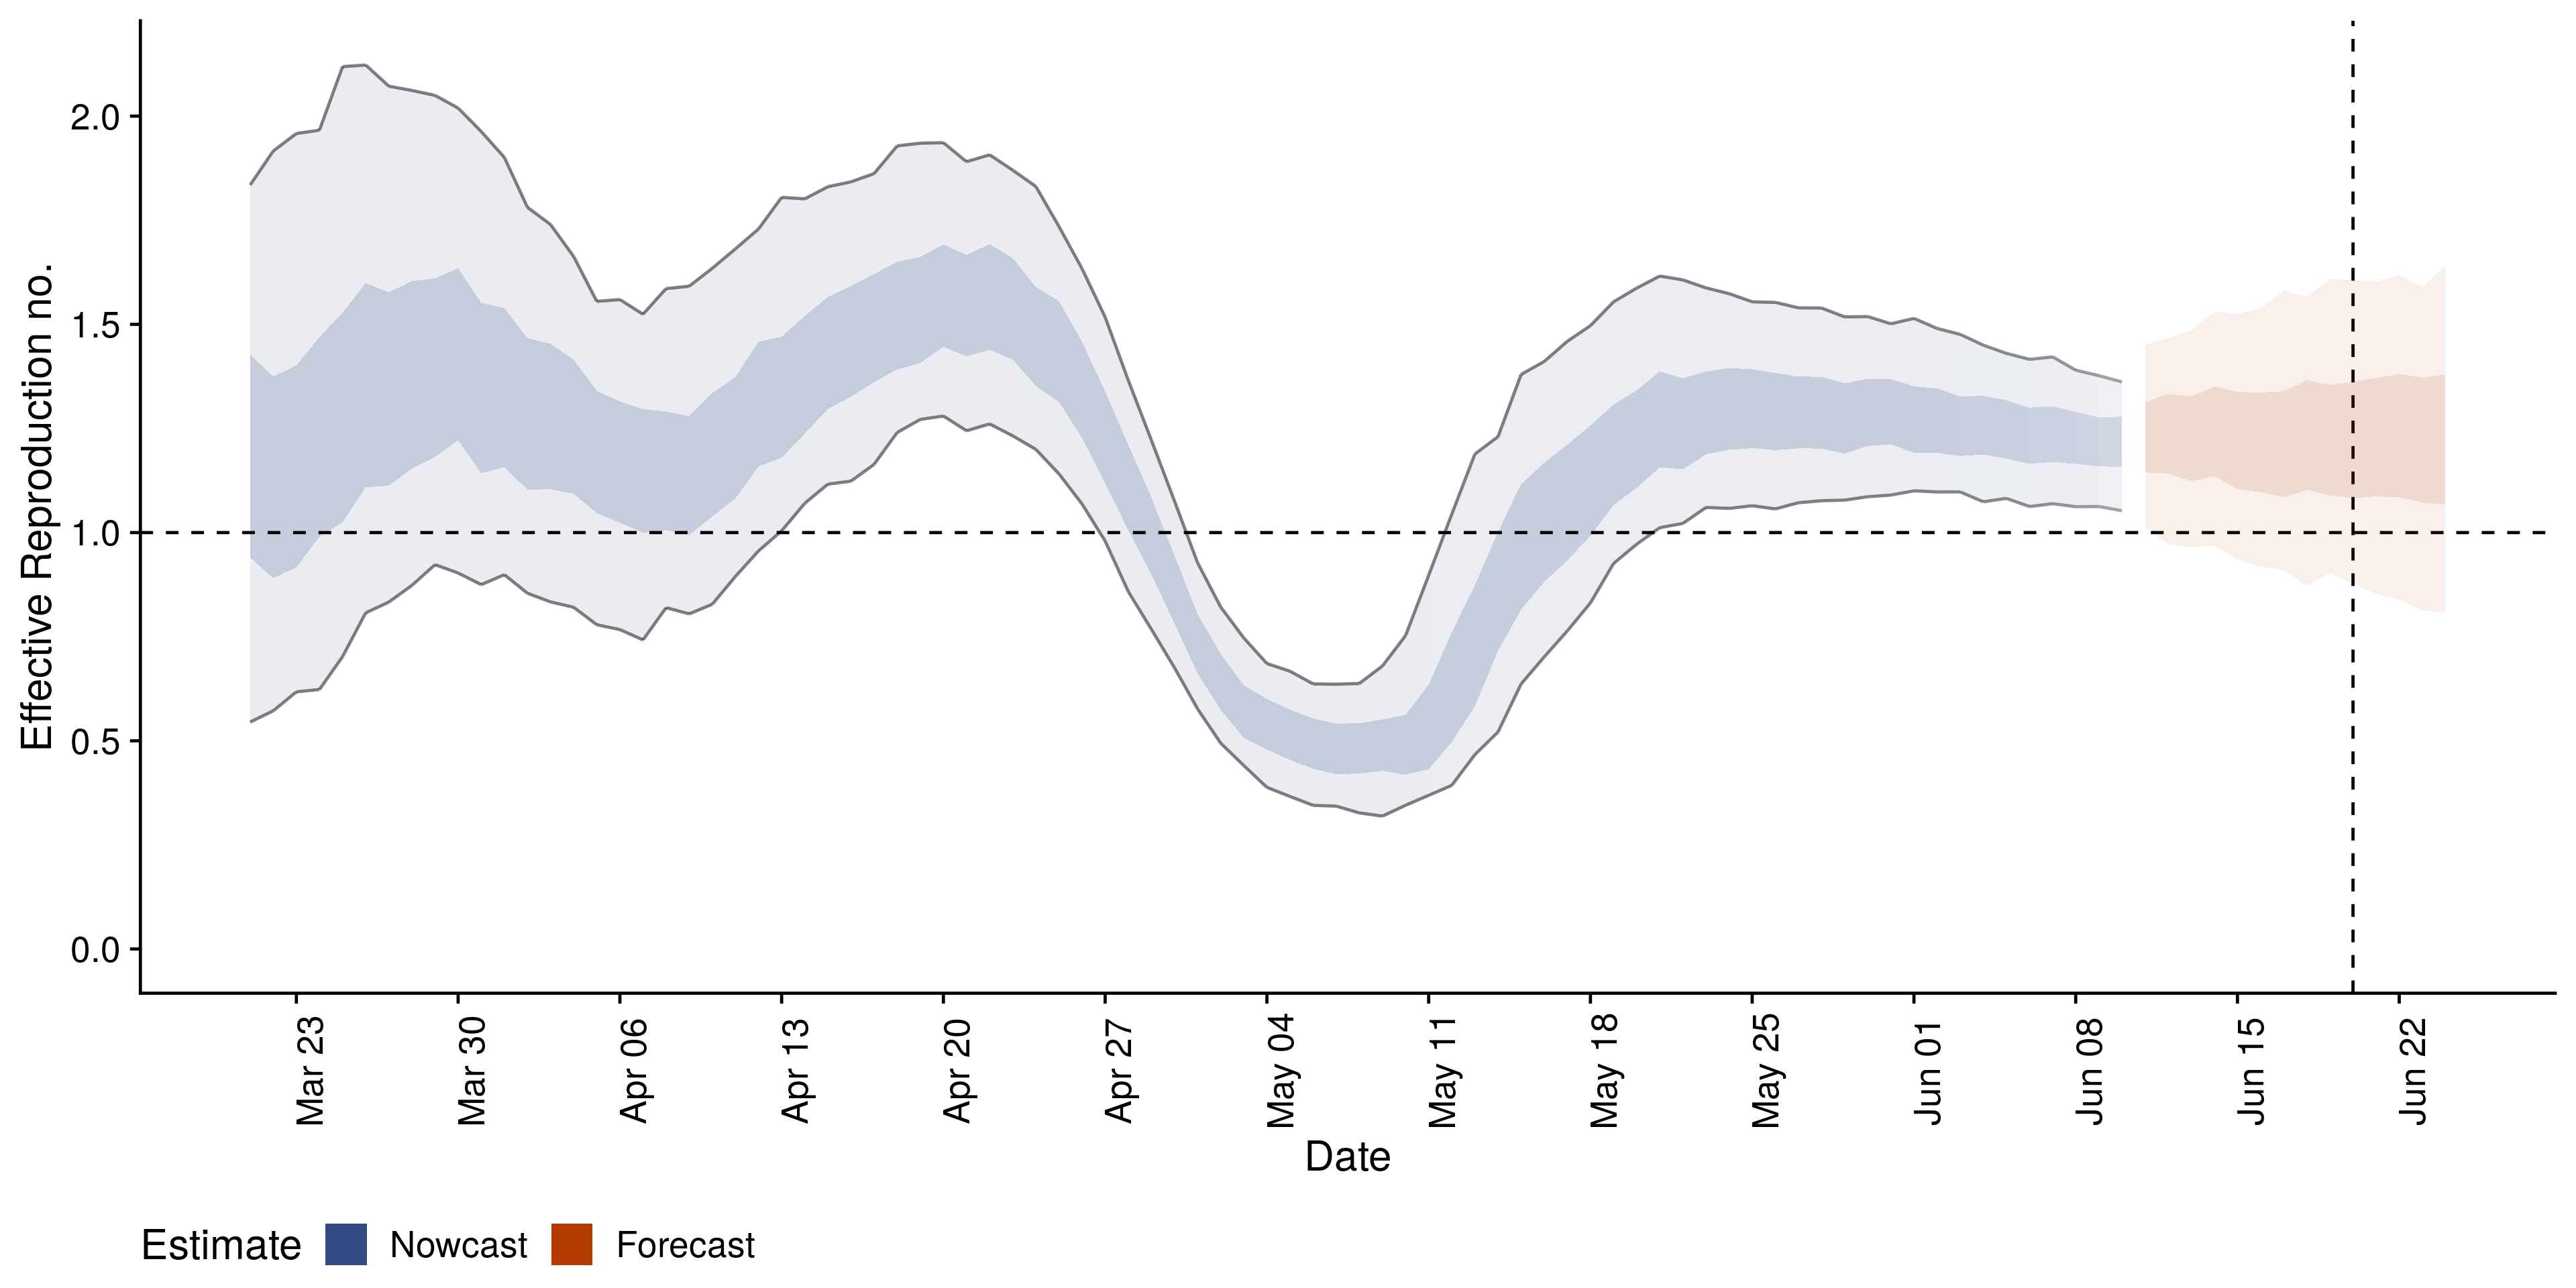 Effective Reproduction no.
2.0
1.5
1.0
0.5
0.0
Mar 23
Mar 30
Apr 06
Apr 13
Apr 20
Apr 27
May 04
May 11
May 18
May 25
Jun 01
Jun 08
Jun 15
Jun 22
Date
Estimate Nowcast Forecast